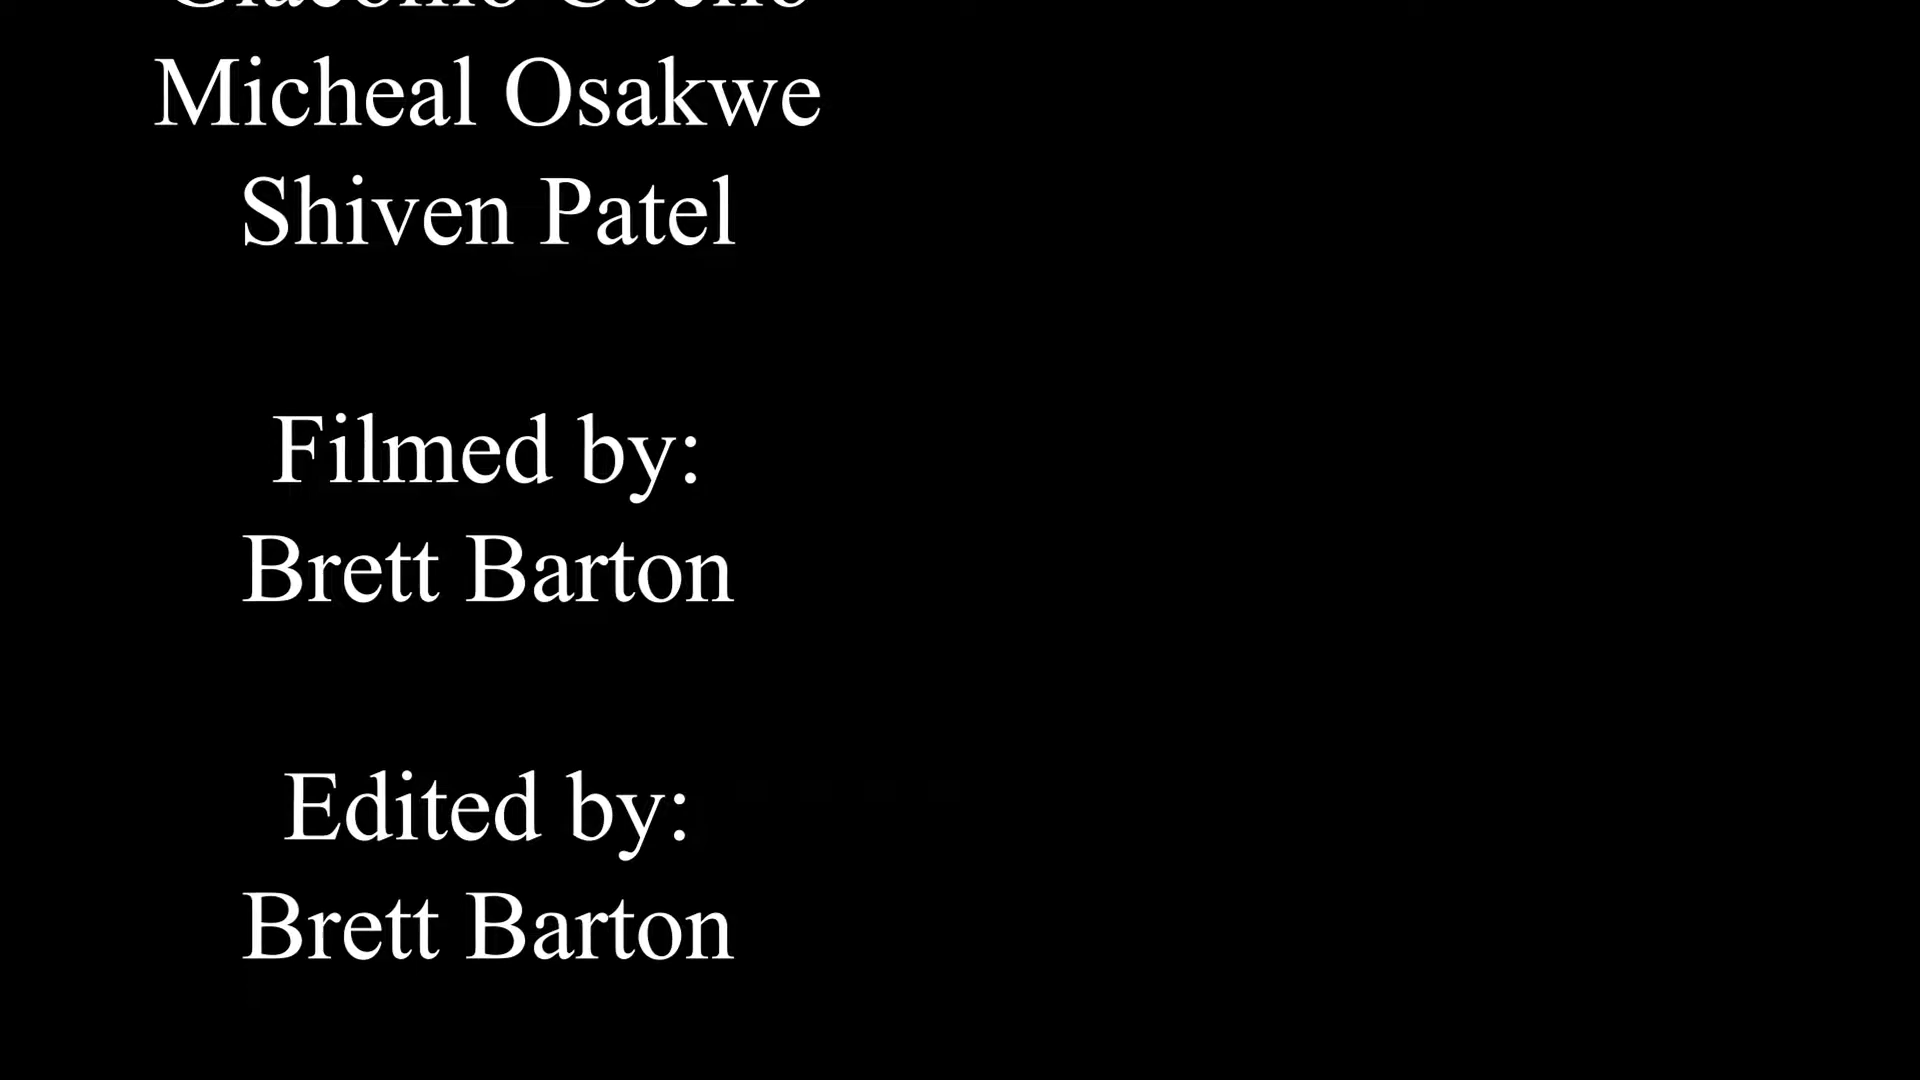 Micheal Osakwe
Shiven Patel
Filmed by:
Brett Barton
Edited by:
Brett Barton